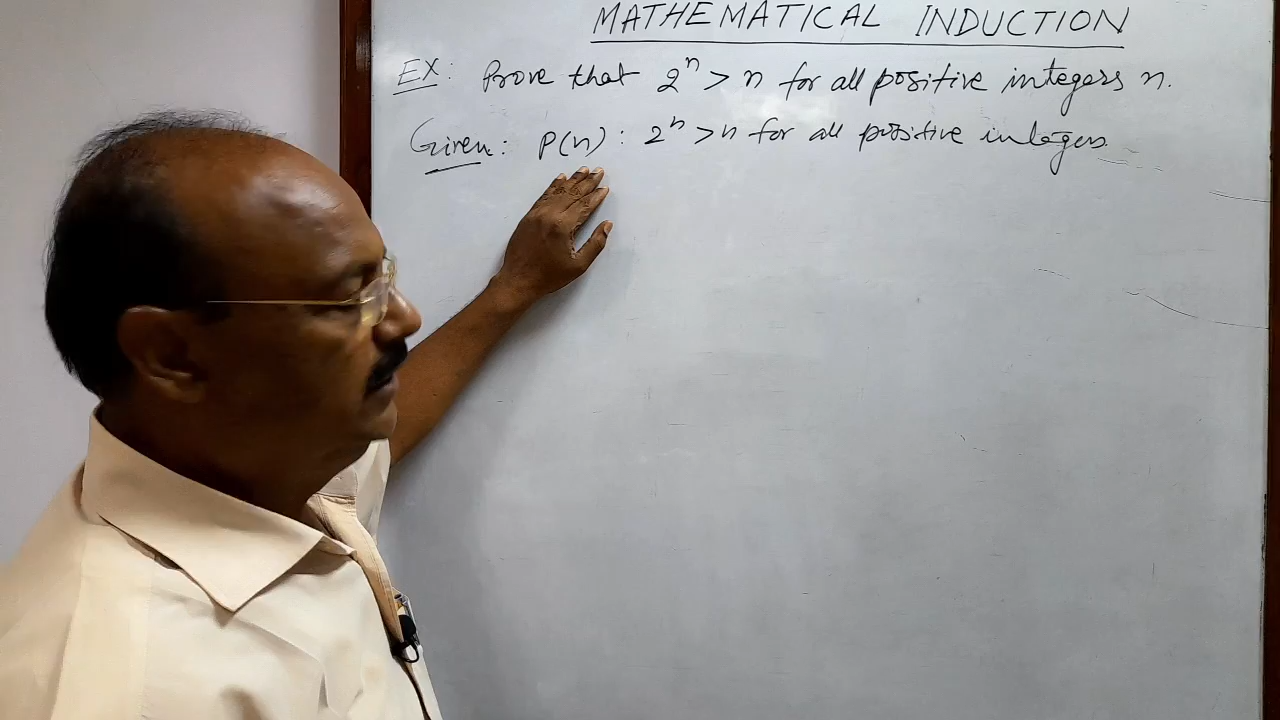 MATHEMATICAL INDUCTION
EX: Prove that 2ⁿ > n for all positive integers n.
Given: P(n) : 2ⁿ > n for all positive integers